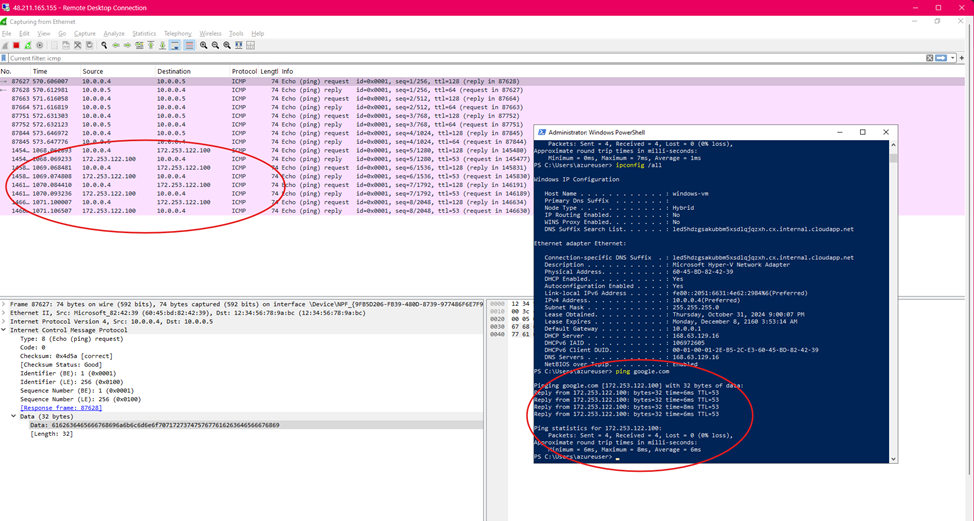 48.211.165.155 - Remote Desktop Connection
Capturing from Ethernet
File Edit View Go Capture Analyze Statistics Telephony Wireless Tools Help
Current filter: icmp
No. Time Source Destination Protocol Length Info
87627 570.606007 10.0.0.4 10.0.0.5 ICMP 74 Echo (ping) request id=0x0001, seq=1/256, ttl=128 (reply in 87628)
87628 570.612981 10.0.0.5 10.0.0.4 ICMP 74 Echo (ping) reply id=0x0001, seq=1/256, ttl=64 (request in 87627)
87663 571.616058 10.0.0.4 10.0.0.5 ICMP 74 Echo (ping) request id=0x0001, seq=2/512, ttl=128 (reply in 87664)
87664 571.616819 10.0.0.5 10.0.0.4 ICMP 74 Echo (ping) reply id=0x0001, seq=2/512, ttl=64 (request in 87663)
87751 572.631303 10.0.0.4 10.0.0.5 ICMP 74 Echo (ping) request id=0x0001, seq=3/768, ttl=128 (reply in 87752)
87752 572.632123 10.0.0.5 10.0.0.4 ICMP 74 Echo (ping) reply id=0x0001, seq=3/768, ttl=64 (request in 87751)
87844 573.646972 10.0.0.4 10.0.0.5 ICMP 74 Echo (ping) request id=0x0001, seq=4/1024, ttl=128 (reply in 87845)
87845 573.647776 10.0.0.5 10.0.0.4 ICMP 74 Echo (ping) reply id=0x0001, seq=4/1024, ttl=64 (request in 87844)
1454… 1068.062893 10.0.0.4 172.253.122.100 ICMP 74 Echo (ping) request id=0x0001, seq=5/1280, ttl=128 (reply in 145480)
1454… 1068.069233 172.253.122.100 10.0.0.4 ICMP 74 Echo (ping) reply id=0x0001, seq=5/1280, ttl=53 (request in 145477)
1458… 1069.068481 10.0.0.4 172.253.122.100 ICMP 74 Echo (ping) request id=0x0001, seq=6/1536, ttl=128 (reply in 145831)
1458… 1069.074808 172.253.122.100 10.0.0.4 ICMP 74 Echo (ping) reply id=0x0001, seq=6/1536, ttl=53 (request in 145830)
1461… 1070.084410 10.0.0.4 172.253.122.100 ICMP 74 Echo (ping) request id=0x0001, seq=7/1792, ttl=128 (reply in 146191)
1461… 1070.093236 172.253.122.100 10.0.0.4 ICMP 74 Echo (ping) reply id=0x0001, seq=7/1792, ttl=53 (request in 146189)
1466… 1071.100007 10.0.0.4 172.253.122.100 ICMP 74 Echo (ping) request id=0x0001, seq=8/2048, ttl=128 (reply in 146634)
1466… 1071.106507 172.253.122.100 10.0.0.4 ICMP 74 Echo (ping) reply id=0x0001, seq=8/2048, ttl=53 (request in 146630)
Frame 87627: 74 bytes on wire (592 bits), 74 bytes captured (592 bits) on interface \Device\NPF_{9FB5D206-FB39-480D-8739-977486F6E7F9
Ethernet II, Src: Microsoft_82:42:39 (60:45:bd:82:42:39), Dst: 12:34:56:78:9a:bc (12:34:56:78:9a:bc)
Internet Protocol Version 4, Src: 10.0.0.4, Dst: 10.0.0.5
Internet Control Message Protocol
Type: 8 (Echo (ping) request)
Code: 0
Checksum: 0x4d5a [correct]
[Checksum Status: Good]
Identifier (BE): 1 (0x0001)
Identifier (LE): 256 (0x0100)
Sequence Number (BE): 1 (0x0001)
Sequence Number (LE): 256 (0x0100)
[Response frame: 87628]
Data (32 bytes)
Data: 6162636465666768696a6b6c6d6e6f7071727374757677616263646566676869
[Length: 32]
0000 12 34
0010 00 3c
0020 00 05
0030 67 68
0040 77 61
Administrator: Windows PowerShell
Packets: Sent = 4, Received = 4, Lost = 0 (0% loss),
Approximate round trip times in milli-seconds:
Minimum = 0ms, Maximum = 7ms, Average = 1ms
PS C:\Users\azureuser> ipconfig /all
Windows IP Configuration
Host Name . . . . . . . . . . . . : windows-vm
Primary Dns Suffix . . . . . . . :
Node Type . . . . . . . . . . . . : Hybrid
IP Routing Enabled. . . . . . . . : No
WINS Proxy Enabled. . . . . . . . : No
DNS Suffix Search List. . . . . . : led5hdzgsakubbm5xsdlqjqzxh.cx.internal.cloudapp.net
Ethernet adapter Ethernet:
Connection-specific DNS Suffix . : led5hdzgsakubbm5xsdlqjqzxh.cx.internal.cloudapp.net
Description . . . . . . . . . . . : Microsoft Hyper-V Network Adapter
Physical Address. . . . . . . . . : 60-45-BD-82-42-39
DHCP Enabled. . . . . . . . . . . : Yes
Autoconfiguration Enabled . . . . : Yes
Link-local IPv6 Address . . . . . : fe80::2051:6631:4e62:2984%6(Preferred)
IPv4 Address. . . . . . . . . . . : 10.0.0.4(Preferred)
Subnet Mask . . . . . . . . . . . : 255.255.255.0
Lease Obtained. . . . . . . . . . : Thursday, October 31, 2024 9:00:07 PM
Lease Expires . . . . . . . . . . : Monday, December 8, 2160 3:53:14 AM
Default Gateway . . . . . . . . . : 10.0.0.1
DHCP Server . . . . . . . . . . . : 168.63.129.16
DHCPv6 IAID . . . . . . . . . . . : 106972605
DHCPv6 Client DUID. . . . . . . . : 00-01-00-01-2E-B5-2C-E3-60-45-BD-82-42-39
DNS Servers . . . . . . . . . . . : 168.63.129.16
NetBIOS over Tcpip. . . . . . . . : Enabled
PS C:\Users\azureuser> ping google.com
Pinging google.com [172.253.122.100] with 32 bytes of data:
Reply from 172.253.122.100: bytes=32 time=6ms TTL=53
Reply from 172.253.122.100: bytes=32 time=6ms TTL=53
Reply from 172.253.122.100: bytes=32 time=8ms TTL=53
Reply from 172.253.122.100: bytes=32 time=6ms TTL=53
Ping statistics for 172.253.122.100:
Packets: Sent = 4, Received = 4, Lost = 0 (0% loss),
Approximate round trip times in milli-seconds:
Minimum = 6ms, Maximum = 8ms, Average = 6ms
PS C:\Users\azureuser>